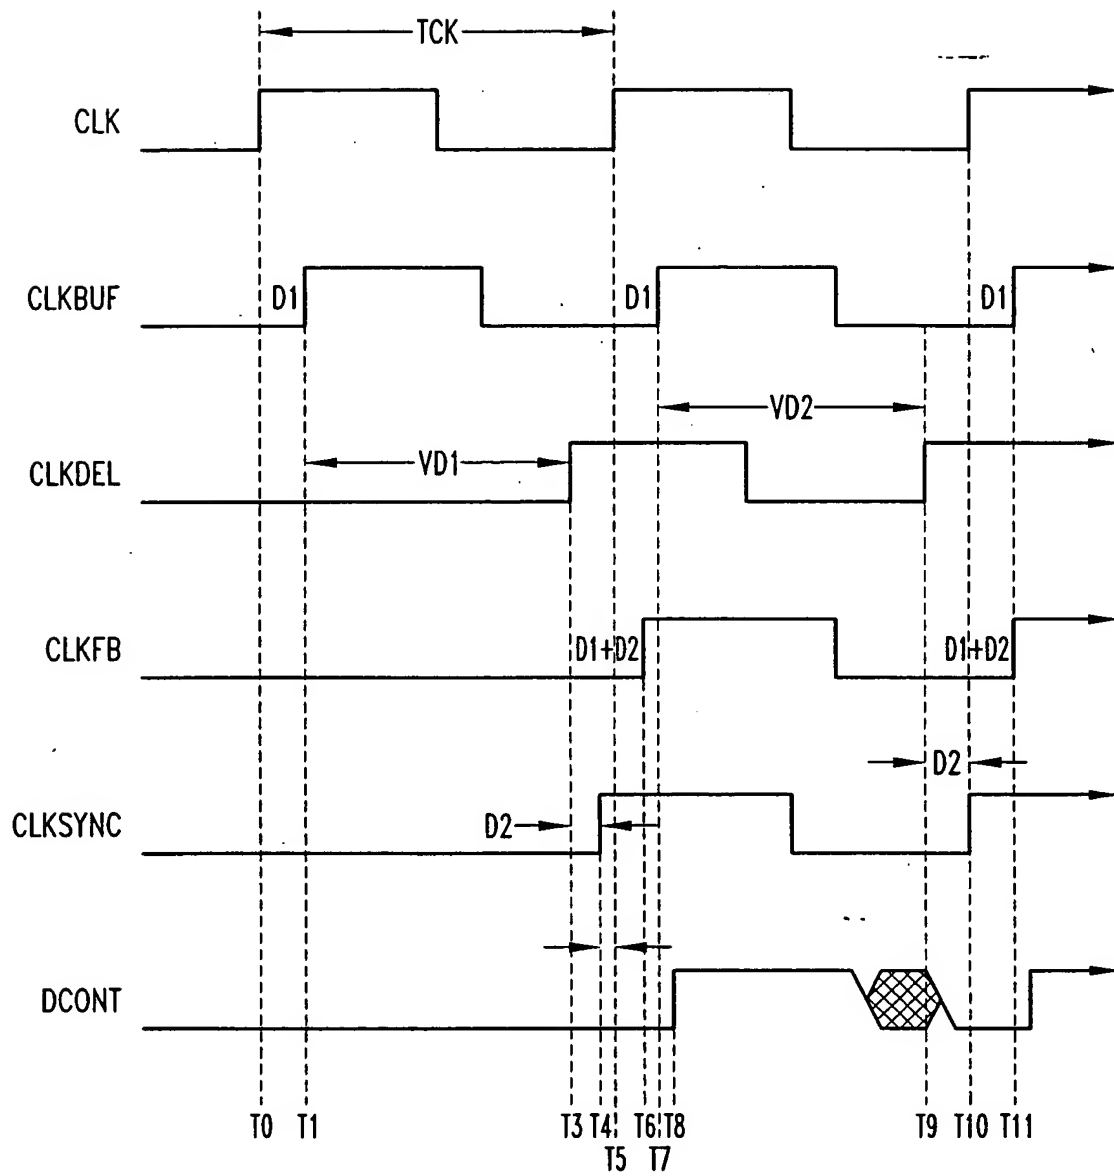 TCK
CLK
CLKBUF
D1
D1
D1
VD2
CLKDEL
VD1
CLKFB
D1+D2
D1+D2
D2
CLKSYNC
D2
DCONT
T0 T1 T3 T4 T6 T8 T9 T10 T11
T5 T7